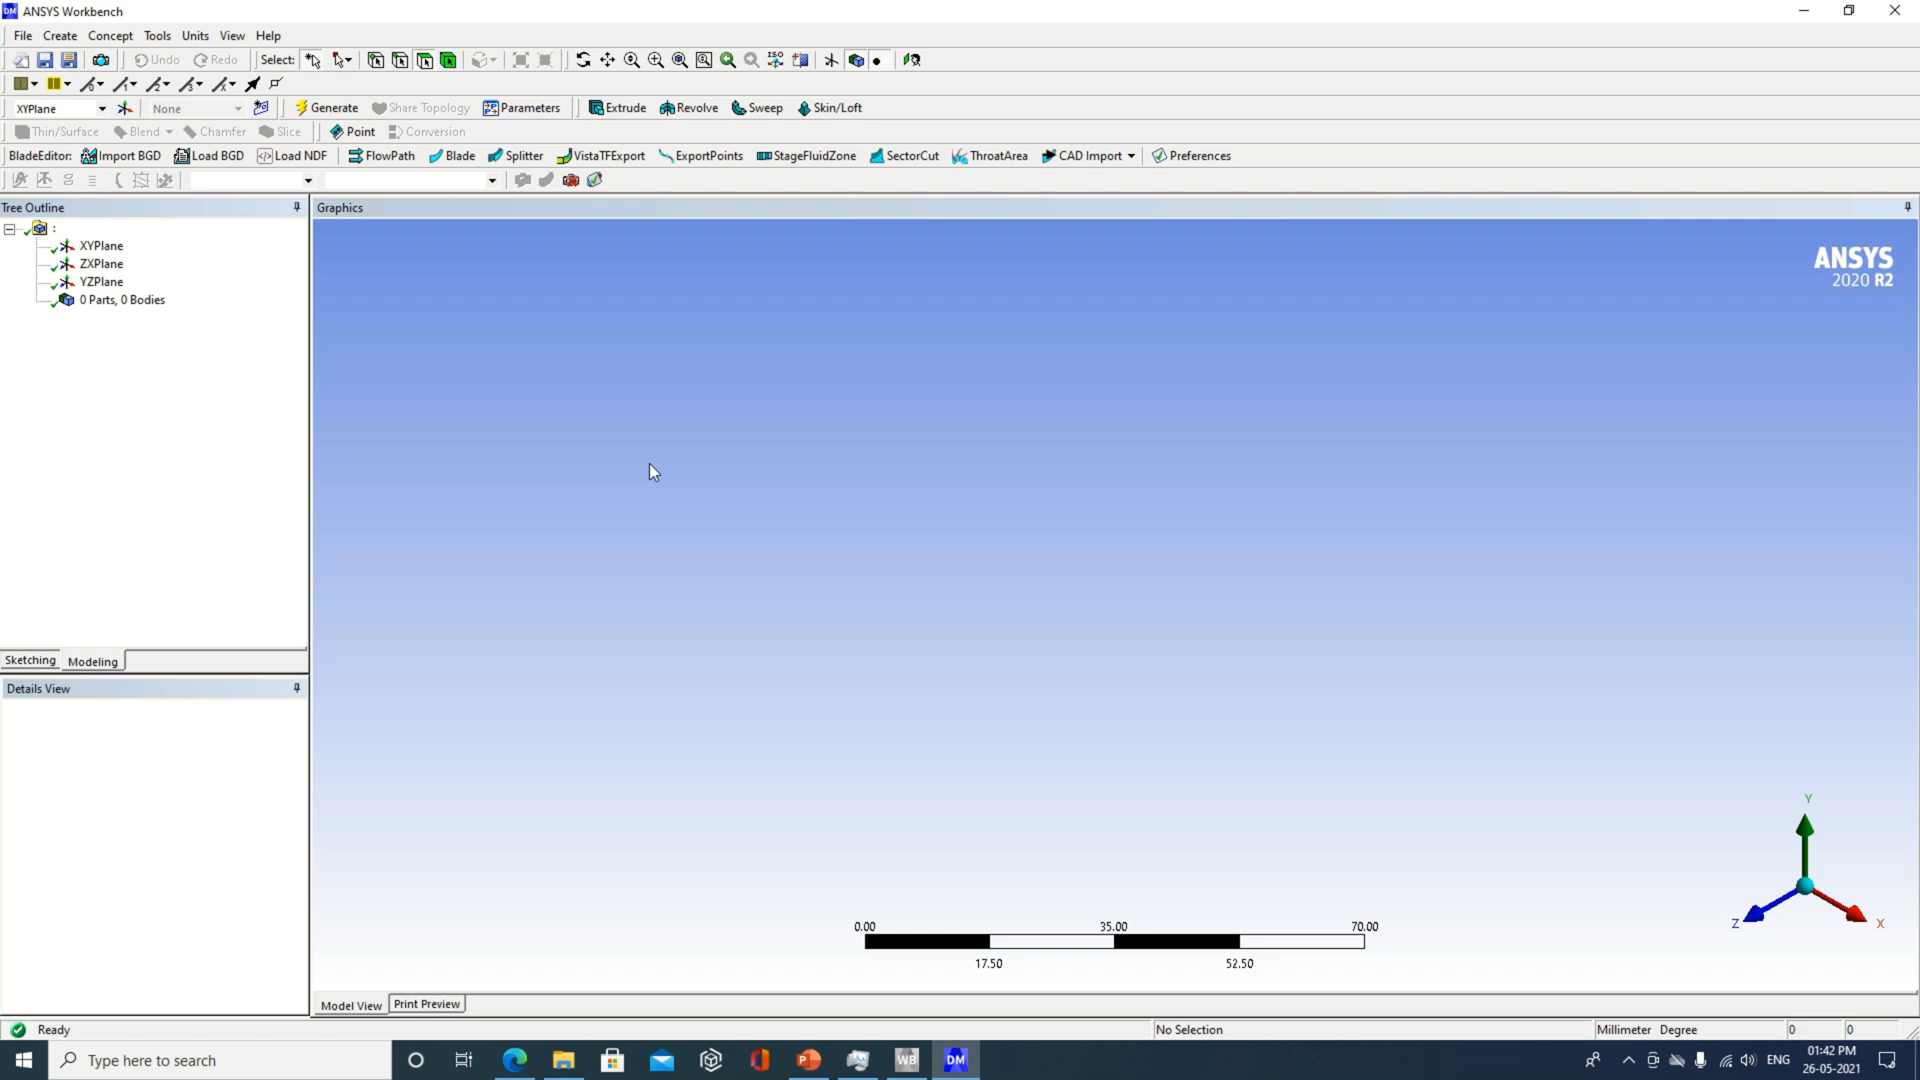 ANSYS Workbench
File Create Concept Tools Units View Help
Undo Redo Select: ISO
XYPlane None Generate Share Topology Parameters Extrude Revolve Sweep Skin/Loft
Thin/Surface Blend Chamfer Slice Point Conversion
BladeEditor: Import BGD Load BGD Load NDF FlowPath Blade Splitter VistaTFExport ExportPoints StageFluidZone SectorCut ThroatArea CAD Import Preferences
Tree Outline
:
XYPlane
ZXPlane
YZPlane
0 Parts, 0 Bodies
Sketching Modeling
Details View
Graphics
ANSYS
2020 R2
Y
Z
X
0.00 35.00 70.00
17.50 52.50
Model View Print Preview
Ready No Selection Millimeter Degree 0 0
Type here to search WB DM ENG
01:42 PM
26-05-2021